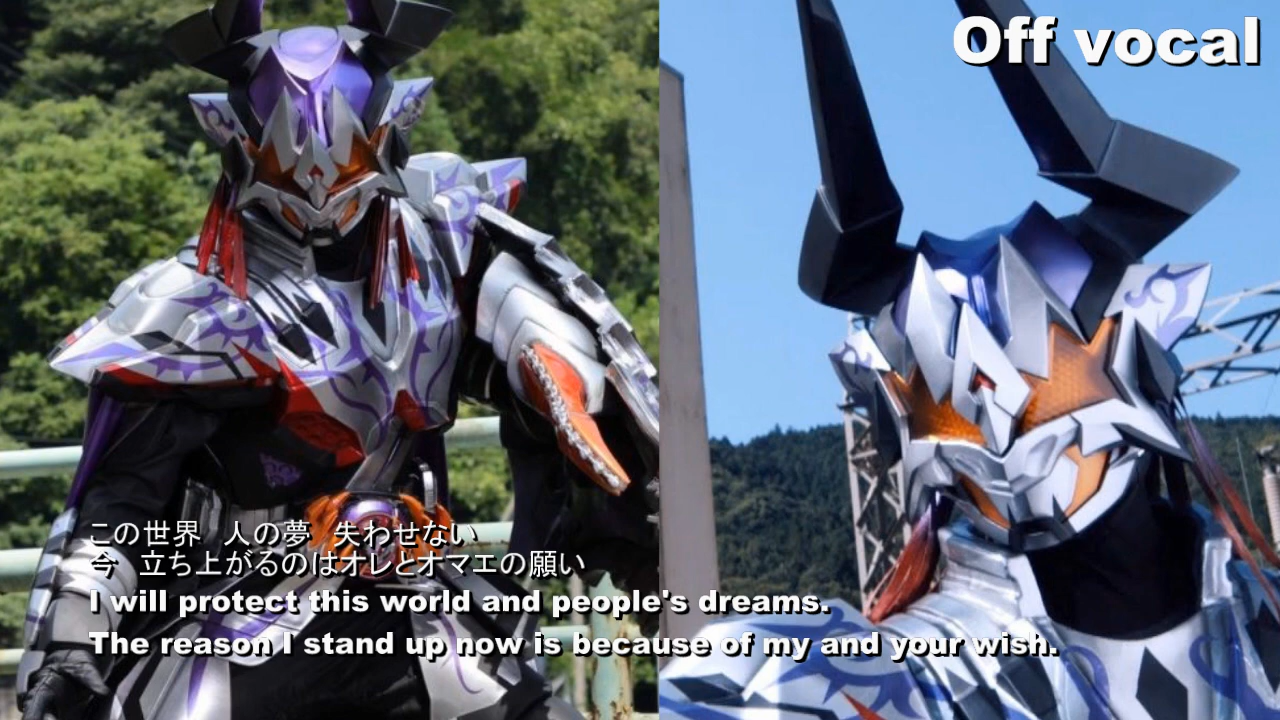 Off vocal
この世界 人の夢 失わせない
今 立ち上がるのはオレとオマエの願い
I will protect this world and people's dreams.
The reason I stand up now is because of my and your wish.